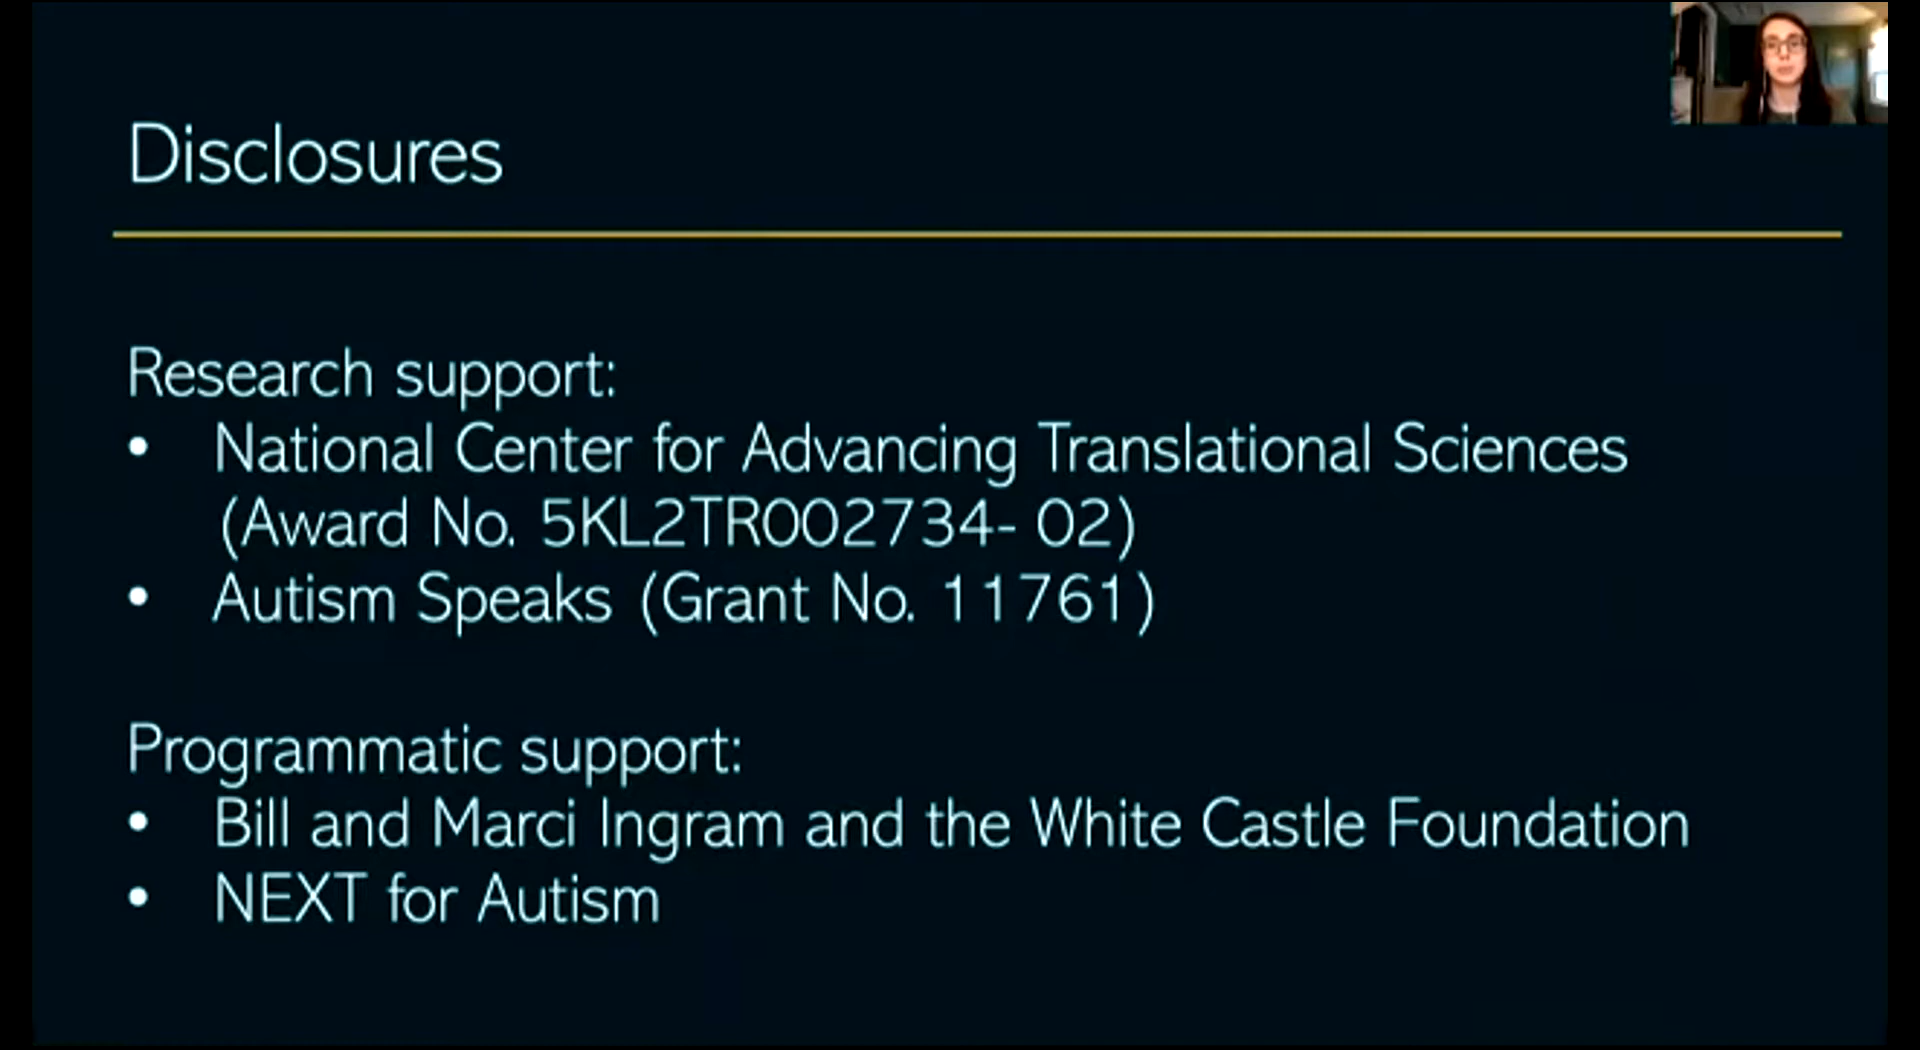 Disclosures
Research support:
• National Center for Advancing Translational Sciences
(Award No. 5KL2TR002734- 02)
• Autism Speaks (Grant No. 11761)
Programmatic support:
• Bill and Marci Ingram and the White Castle Foundation
• NEXT for Autism